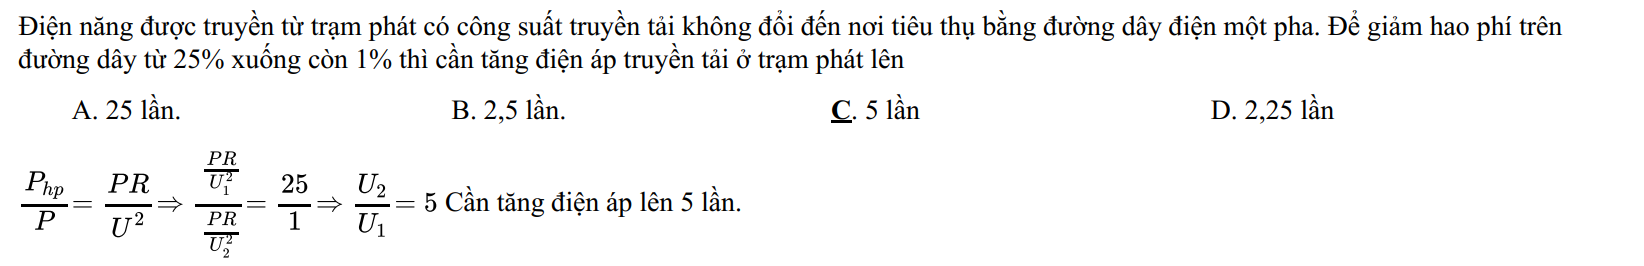 Điện năng được truyền từ trạm phát có công suất truyền tải không đổi đến nơi tiêu thụ bằng đường dây điện một pha. Để giảm hao phí trên
đường dây từ 25% xuống còn 1% thì cần tăng điện áp truyền tải ở trạm phát lên
A. 25 lần. B. 2,5 lần. C. 5 lần D. 2,25 lần
\frac{P_{hp}}{P} = \frac{PR}{U^2} \Rightarrow \frac{\frac{PR}{U_1^2}}{\frac{PR}{U_2^2}} = \frac{25}{1} \Rightarrow \frac{U_2}{U_1} = 5 Cần tăng điện áp lên 5 lần.